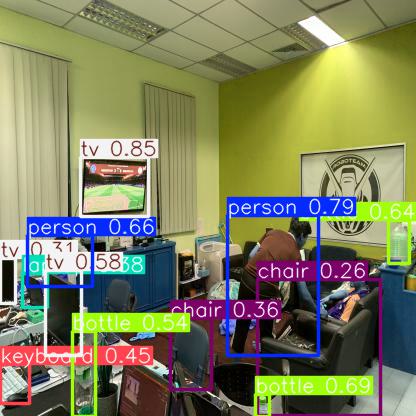 tv 0.85
person 0.79
0.64
person 0.66
tv 0.31
tv 0.58
38
chair 0.26
chair 0.36
bottle 0.54
keyboard 0.45
bottle 0.69